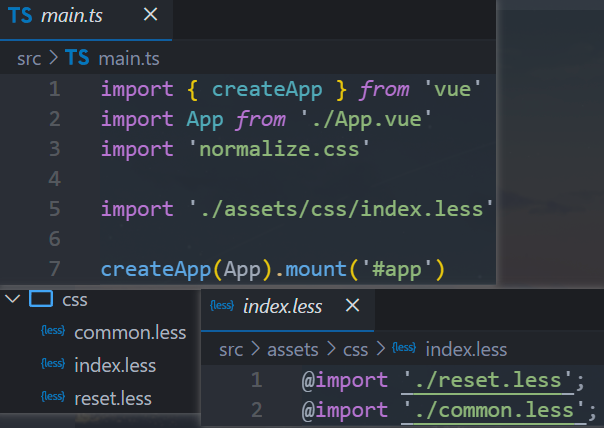 TS main.ts ×
src > TS main.ts
1 import { createApp } from 'vue'
2 import App from './App.vue'
3 import 'normalize.css'
4
5 import './assets/css/index.less'
6
7 createApp(App).mount('#app')
css
{less} common.less
{less} index.less
{less} reset.less
{less} index.less ×
src > assets > css > {less} index.less
1 @import './reset.less';
2 @import './common.less';